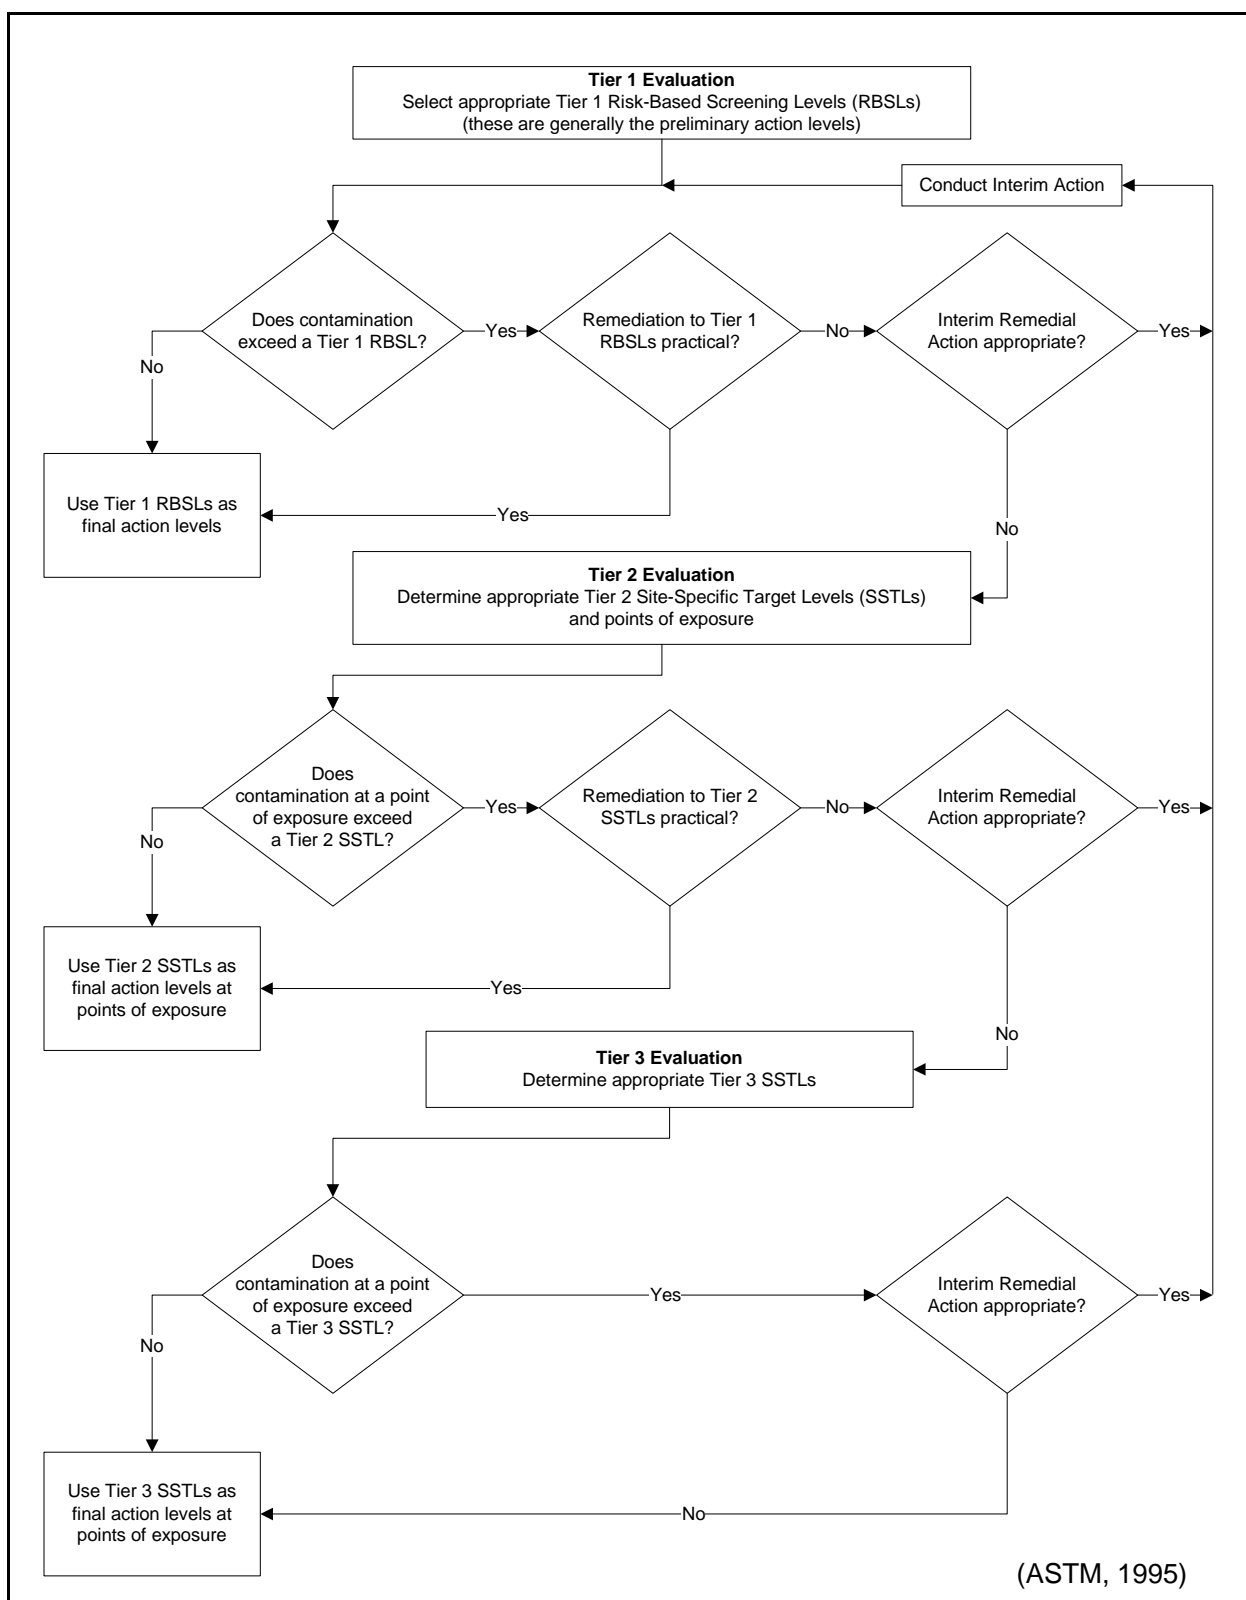 Tier 1 Evaluation
Select appropriate Tier 1 Risk-Based Screening Levels (RBSLs)
(these are generally the preliminary action levels)
Conduct Interim Action
Does contamination
exceed a Tier 1 RBSL?
Yes
Remediation to Tier 1
RBSLs practical?
No
Interim Remedial
Action appropriate?
Yes
No
Use Tier 1 RBSLs as
final action levels
Yes
No
Tier 2 Evaluation
Determine appropriate Tier 2 Site-Specific Target Levels (SSTLs)
and points of exposure
Does
contamination at a point
of exposure exceed
a Tier 2 SSTL?
Yes
Remediation to Tier 2
SSTLs practical?
No
Interim Remedial
Action appropriate?
Yes
No
Use Tier 2 SSTLs as
final action levels at
points of exposure
Yes
No
Tier 3 Evaluation
Determine appropriate Tier 3 SSTLs
Does
contamination at a point
of exposure exceed
a Tier 3 SSTL?
Yes
Interim Remedial
Action appropriate?
Yes
No
Use Tier 3 SSTLs as
final action levels at
points of exposure
No
(ASTM, 1995)